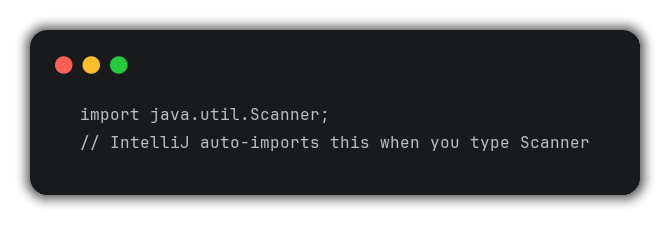 import java.util.Scanner;
// IntelliJ auto-imports this when you type Scanner